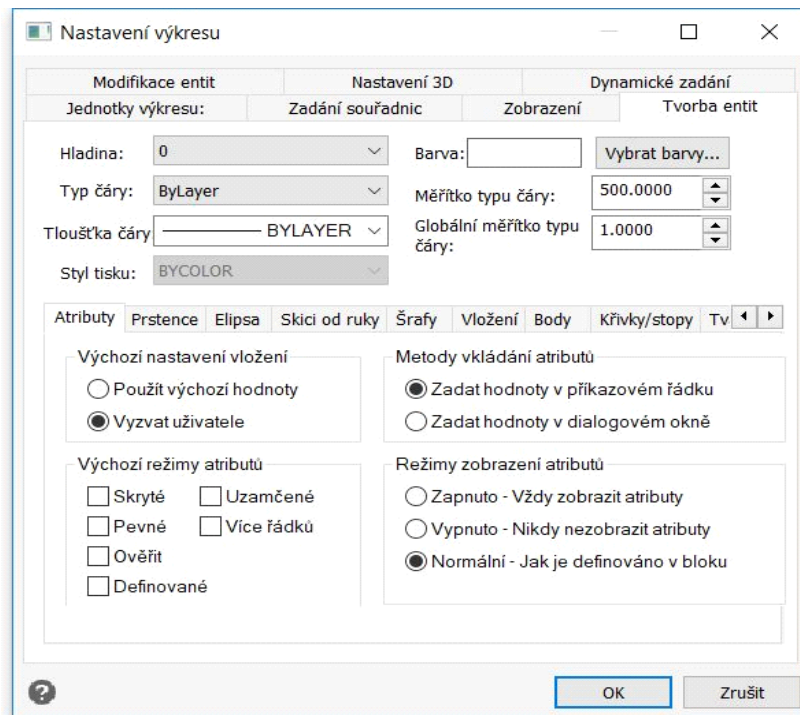 Nastavení výkresu
Modifikace entit Nastavení 3D Dynamické zadání
Jednotky výkresu: Zadání souřadnic Zobrazení Tvorba entit
Hladina: 0 Barva: Vybrat barvy...
Typ čáry: ByLayer Měřítko typu čáry: 500.0000
Tloušťka čáry BYLAYER Globální měřítko typu čáry: 1.0000
Styl tisku: BYCOLOR
Atributy Prstence Elipsa Skici od ruky Šrafy Vložení Body Křivky/stopy Tv
Výchozí nastavení vložení
Použít výchozí hodnoty
Vyzvat uživatele
Metody vkládání atributů
Zadat hodnoty v příkazovém řádku
Zadat hodnoty v dialogovém okně
Výchozí režimy atributů
Skryté Uzamčené
Pevné Více řádků
Ověřit
Definované
Režimy zobrazení atributů
Zapnuto - Vždy zobrazit atributy
Vypnuto - Nikdy nezobrazit atributy
Normální - Jak je definováno v bloku
? OK Zrušit